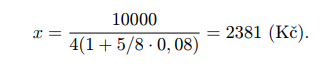 x = 10000 / 4(1 + 5/8 · 0, 08) = 2381 (Kč).